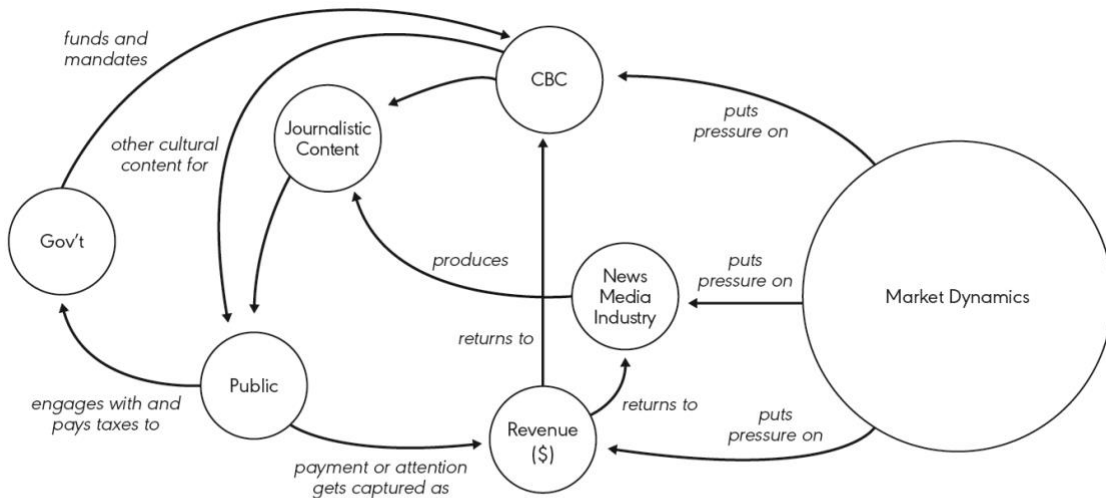 funds and
mandates
CBC
puts
pressure on
Journalistic
Content
other cultural
content for
Gov't
produces
News
Media
Industry
puts
pressure on
Market Dynamics
returns to
Public
engages with and
pays taxes to
returns to
Revenue
($)
puts
pressure on
payment or attention
gets captured as